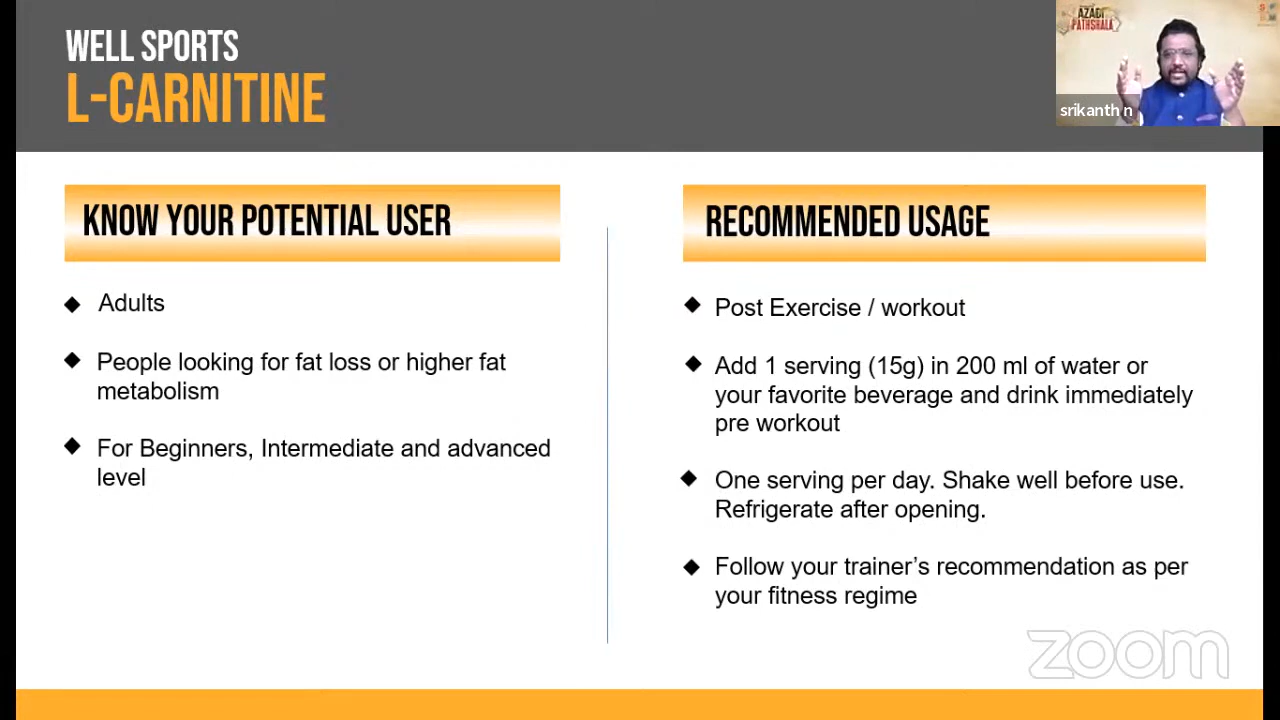 WELL SPORTS
L-CARNITINE
AZADI
PATHSHALA
srikanth n
KNOW YOUR POTENTIAL USER
◆ Adults
◆ People looking for fat loss or higher fat
metabolism
◆ For Beginners, Intermediate and advanced
level
RECOMMENDED USAGE
◆ Post Exercise / workout
◆ Add 1 serving (15g) in 200 ml of water or
your favorite beverage and drink immediately
pre workout
◆ One serving per day. Shake well before use.
Refrigerate after opening.
◆ Follow your trainer’s recommendation as per
your fitness regime
zoom